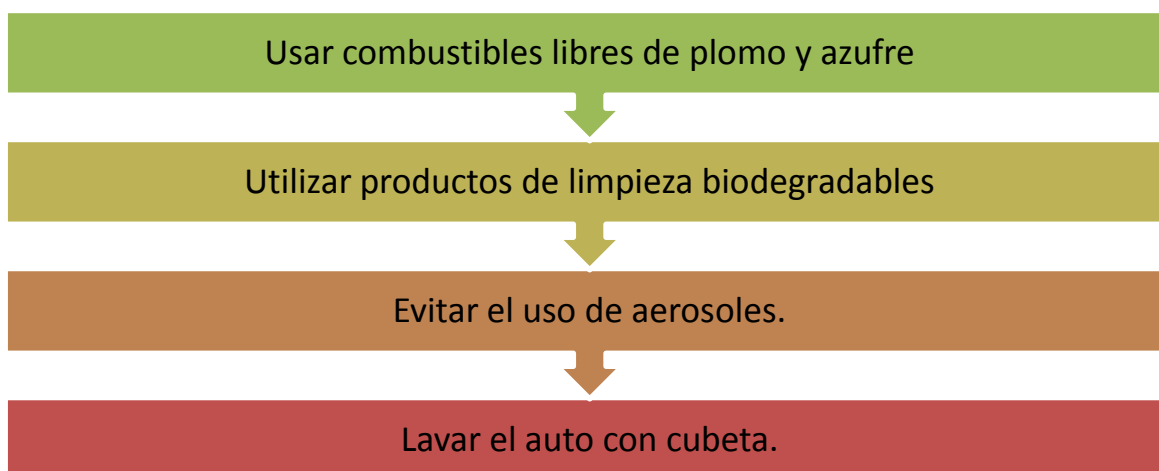 Usar combustibles libres de plomo y azufre
Utilizar productos de limpieza biodegradables
Evitar el uso de aerosoles.
Lavar el auto con cubeta.